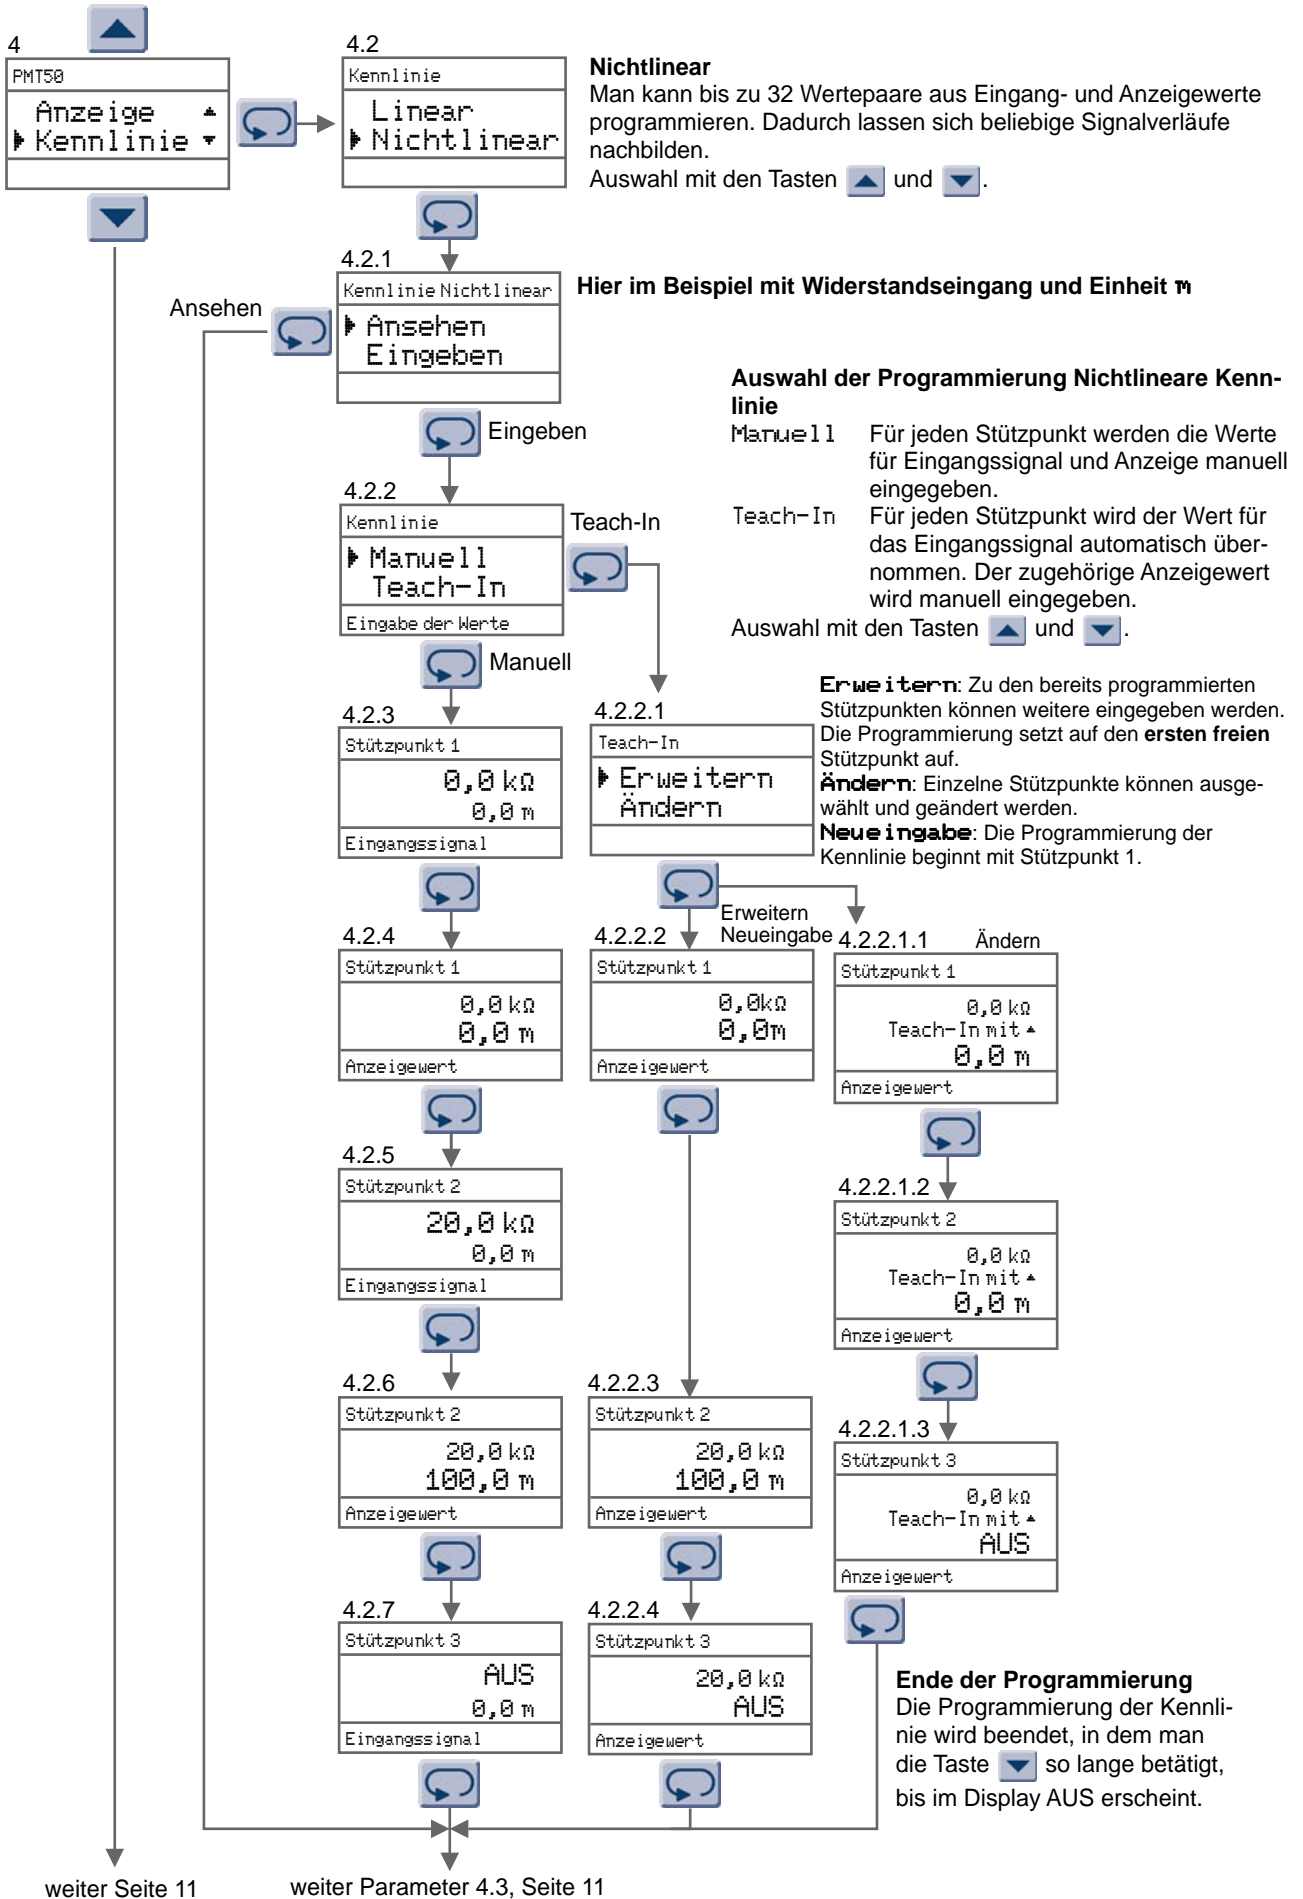 4
PMT50
Anzeige
Kennlinie
4.2
Kennlinie
Linear
Nichtlinear
Nichtlinear
Man kann bis zu 32 Wertepaare aus Eingang- und Anzeigewerte
programmieren. Dadurch lassen sich beliebige Signalverläufe
nachbilden.
Auswahl mit den Tasten ▲ und ▼.
4.2.1
Kennlinie Nichtlinear
Ansehen
Eingeben
Ansehen
Hier im Beispiel mit Widerstandseingang und Einheit m
Eingeben
Auswahl der Programmierung Nichtlineare Kenn-
linie
Manuell Für jeden Stützpunkt werden die Werte
für Eingangssignal und Anzeige manuell
eingegeben.
Teach-In Für jeden Stützpunkt wird der Wert für
das Eingangssignal automatisch über-
nommen. Der zugehörige Anzeigewert
wird manuell eingegeben.
Auswahl mit den Tasten ▲ und ▼.
4.2.2
Kennlinie
Manuell
Teach-In
Eingabe der Werte
Teach-In
Manuell
Erweitern: Zu den bereits programmierten
Stützpunkten können weitere eingegeben werden.
Die Programmierung setzt auf den ersten freien
Stützpunkt auf.
Ändern: Einzelne Stützpunkte können ausge-
wählt und geändert werden.
Neueingabe: Die Programmierung der
Kennlinie beginnt mit Stützpunkt 1.
4.2.3
Stützpunkt 1
0,0 kΩ
0,0 m
Eingangssignal
4.2.2.1
Teach-In
Erweitern
Ändern
Erweitern
Neueingabe
Ändern
4.2.4
Stützpunkt 1
0,0 kΩ
0,0 m
Anzeigewert
4.2.2.2
Stützpunkt 1
0,0kΩ
0,0m
Anzeigewert
4.2.2.1.1
Stützpunkt 1
0,0 kΩ
Teach-In mit ▲
0,0 m
Anzeigewert
4.2.5
Stützpunkt 2
20,0 kΩ
0,0 m
Eingangssignal
4.2.2.1.2
Stützpunkt 2
0,0 kΩ
Teach-In mit ▲
0,0 m
Anzeigewert
4.2.6
Stützpunkt 2
20,0 kΩ
100,0 m
Anzeigewert
4.2.2.3
Stützpunkt 2
20,0 kΩ
100,0 m
Anzeigewert
4.2.2.1.3
Stützpunkt 3
0,0 kΩ
Teach-In mit ▲
AUS
Anzeigewert
4.2.7
Stützpunkt 3
AUS
0,0 m
Eingangssignal
4.2.2.4
Stützpunkt 3
20,0 kΩ
AUS
Anzeigewert
Ende der Programmierung
Die Programmierung der Kennli-
nie wird beendet, in dem man
die Taste ▼ so lange betätigt,
bis im Display AUS erscheint.
weiter Seite 11
weiter Parameter 4.3, Seite 11